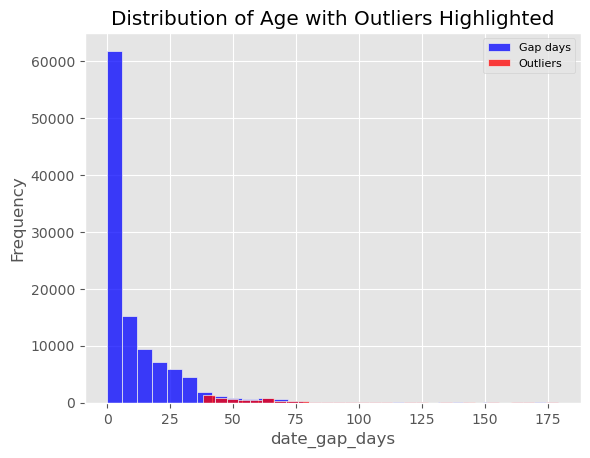 Distribution of Age with Outliers Highlighted
Gap days
Outliers
Frequency
60000
50000
40000
30000
20000
10000
0
0 25 50 75 100 125 150 175
date_gap_days